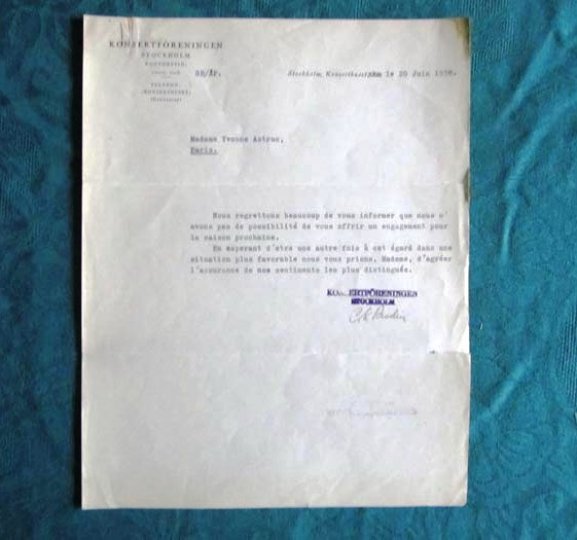 KONSERTFÖRENINGEN
STOCKHOLM
Stockholm, Konserthuset, le 20 Juin 19
Madame Yvonne Astruc,
Paris.
Nous regrettons beaucoup de vous informer que nous n'
avons pas de possibilité de vous offrir un engagement pour
la saison prochaine.
En esperant d'être une autre fois à cet égard dans une
situation plus favorable nous vous prions, Madame, d'agréer
l'assurance de nos sentiments les plus distingués.
KONSERTFÖRENINGEN
STOCKHOLM